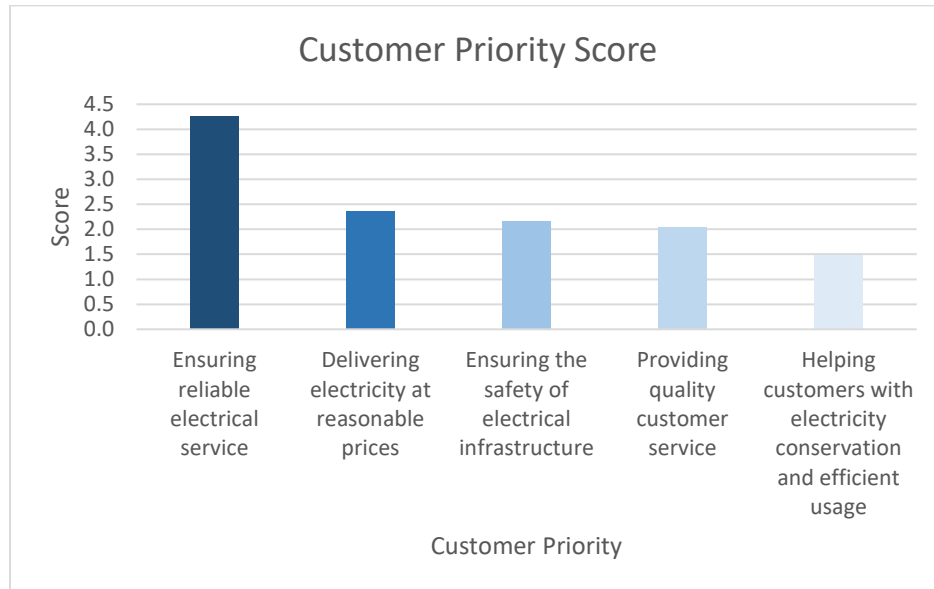 Customer Priority Score
4.5
4.0
3.5
3.0
2.5
2.0
1.5
1.0
0.5
0.0
Score
Ensuring
reliable
electrical
service
Delivering
electricity at
reasonable
prices
Ensuring the
safety of
electrical
infrastructure
Providing
quality
customer
service
Helping
customers with
electricity
conservation
and efficient
usage
Customer Priority